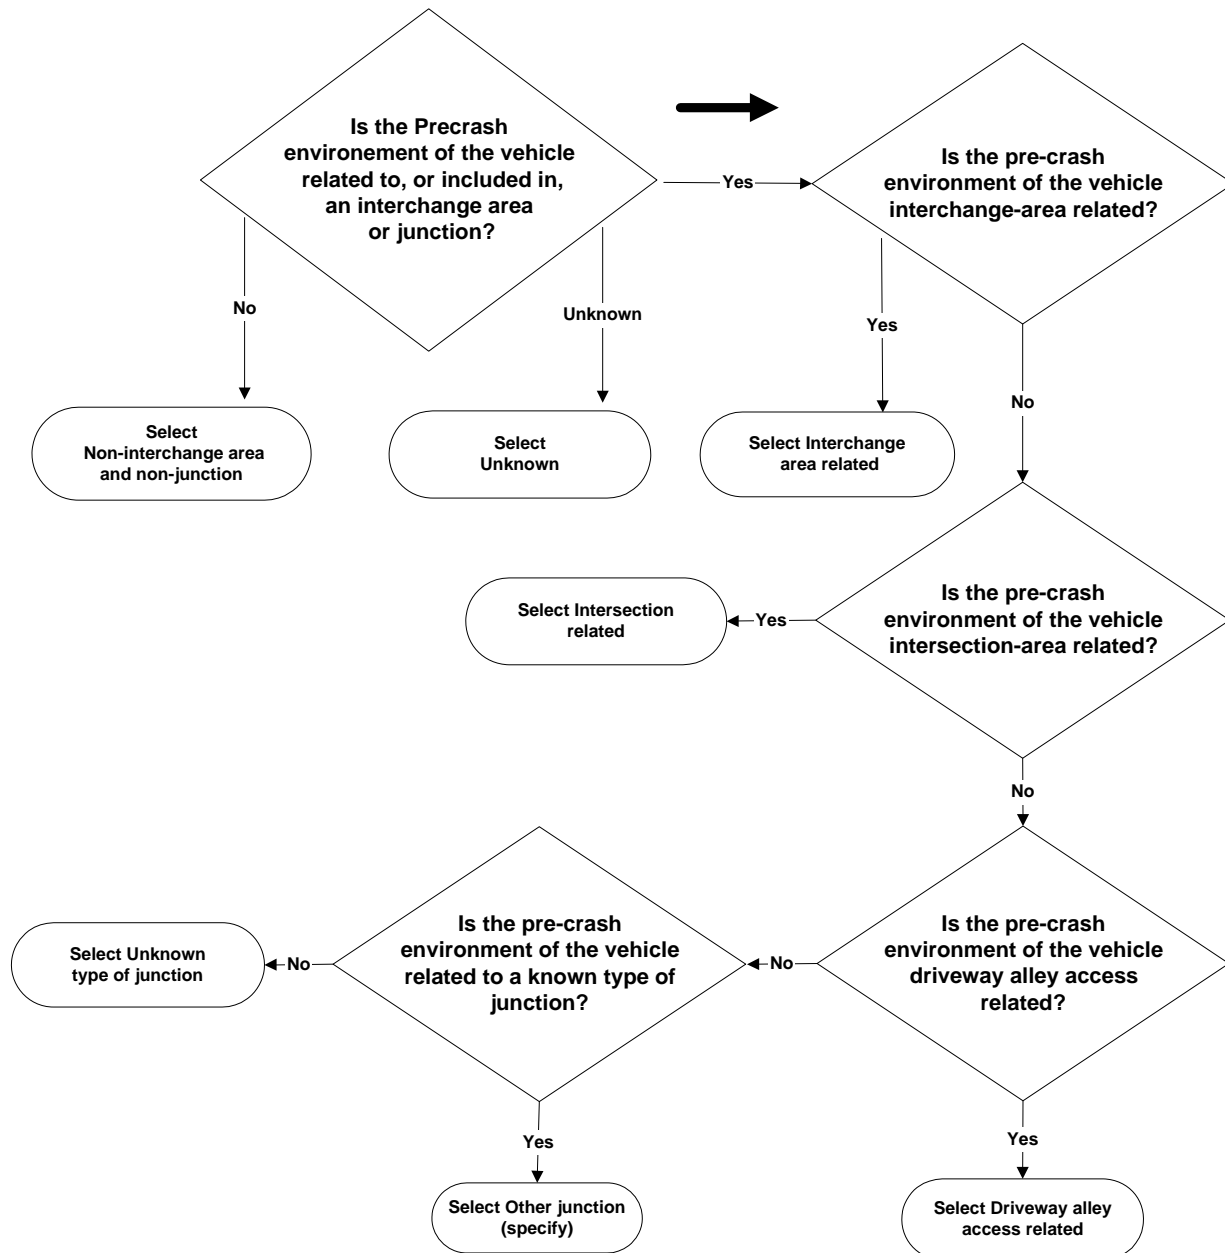 Is the Precrash
environement of the vehicle
related to, or included in,
an interchange area
or junction?
Yes
Is the pre-crash
environment of the vehicle
interchange-area related?
No
Unknown
Yes
No
Select
Non-interchange area
and non-junction
Select
Unknown
Select Interchange
area related
Is the pre-crash
environment of the vehicle
intersection-area related?
Yes
Select Intersection
related
No
Is the pre-crash
environment of the vehicle
driveway alley access
related?
No
Is the pre-crash
environment of the vehicle
related to a known type of
junction?
No
Select Unknown
type of junction
Yes
Yes
Select Other junction
(specify)
Select Driveway alley
access related